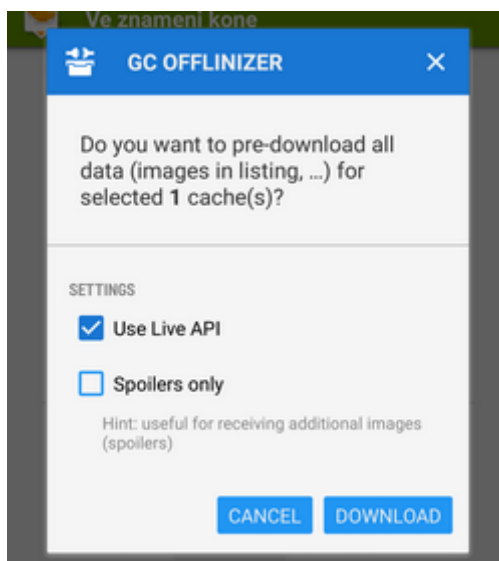 Ve znameni kone
GC OFFLINIZER
Do you want to pre-download all
data (images in listing, ...) for
selected 1 cache(s)?
SETTINGS
Use Live API
Spoilers only
Hint: useful for receiving additional images
(spoilers)
CANCEL DOWNLOAD